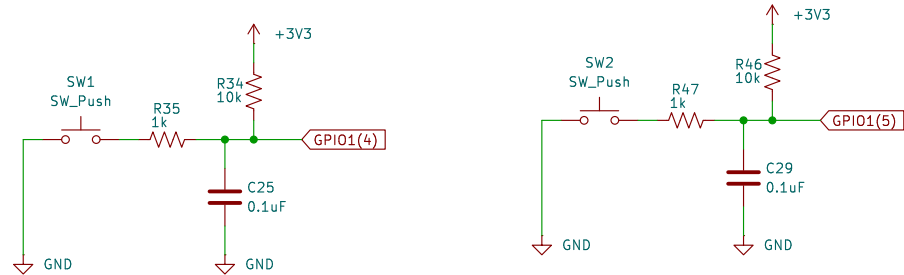 +3V3
SW1
SW_Push
R34
10k
R35
1k
GPIO1(4)
C25
0.1uF
GND
GND
+3V3
SW2
SW_Push
R46
10k
R47
1k
GPIO1(5)
C29
0.1uF
GND
GND